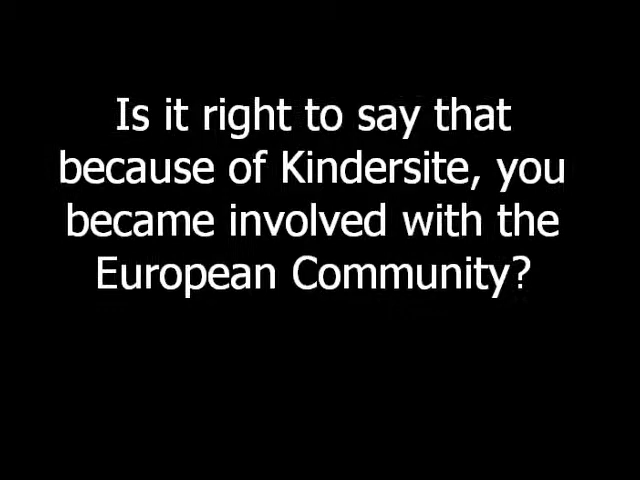 Is it right to say that
because of Kindersite, you
became involved with the
European Community?